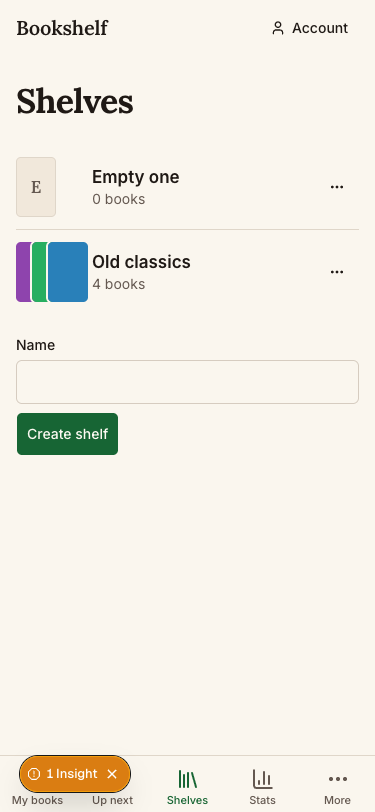 Bookshelf
Account
Shelves
E
Empty one
0 books
Old classics
4 books
Name
Create shelf
1 Insight
My books
Up next
Shelves
Stats
More